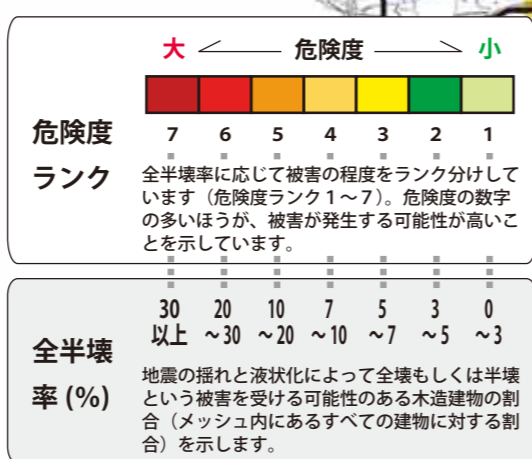 大 危険度 小
危険度
ランク
7 6 5 4 3 2 1
全半壊率に応じて被害の程度をランク分けして
います（危険度ランク１～７）。危険度の数字
の多いほうが、被害が発生する可能性が高いこ
とを示しています。
全半壊
率 (%)
30 20 10 7 5 3 0
以上 ～30 ～20 ～10 ～7 ～5 ～3
地震の揺れと液状化によって全壊もしくは半壊
という被害を受ける可能性のある木造建物の割
合（メッシュ内にあるすべての建物に対する割
合）を示します。